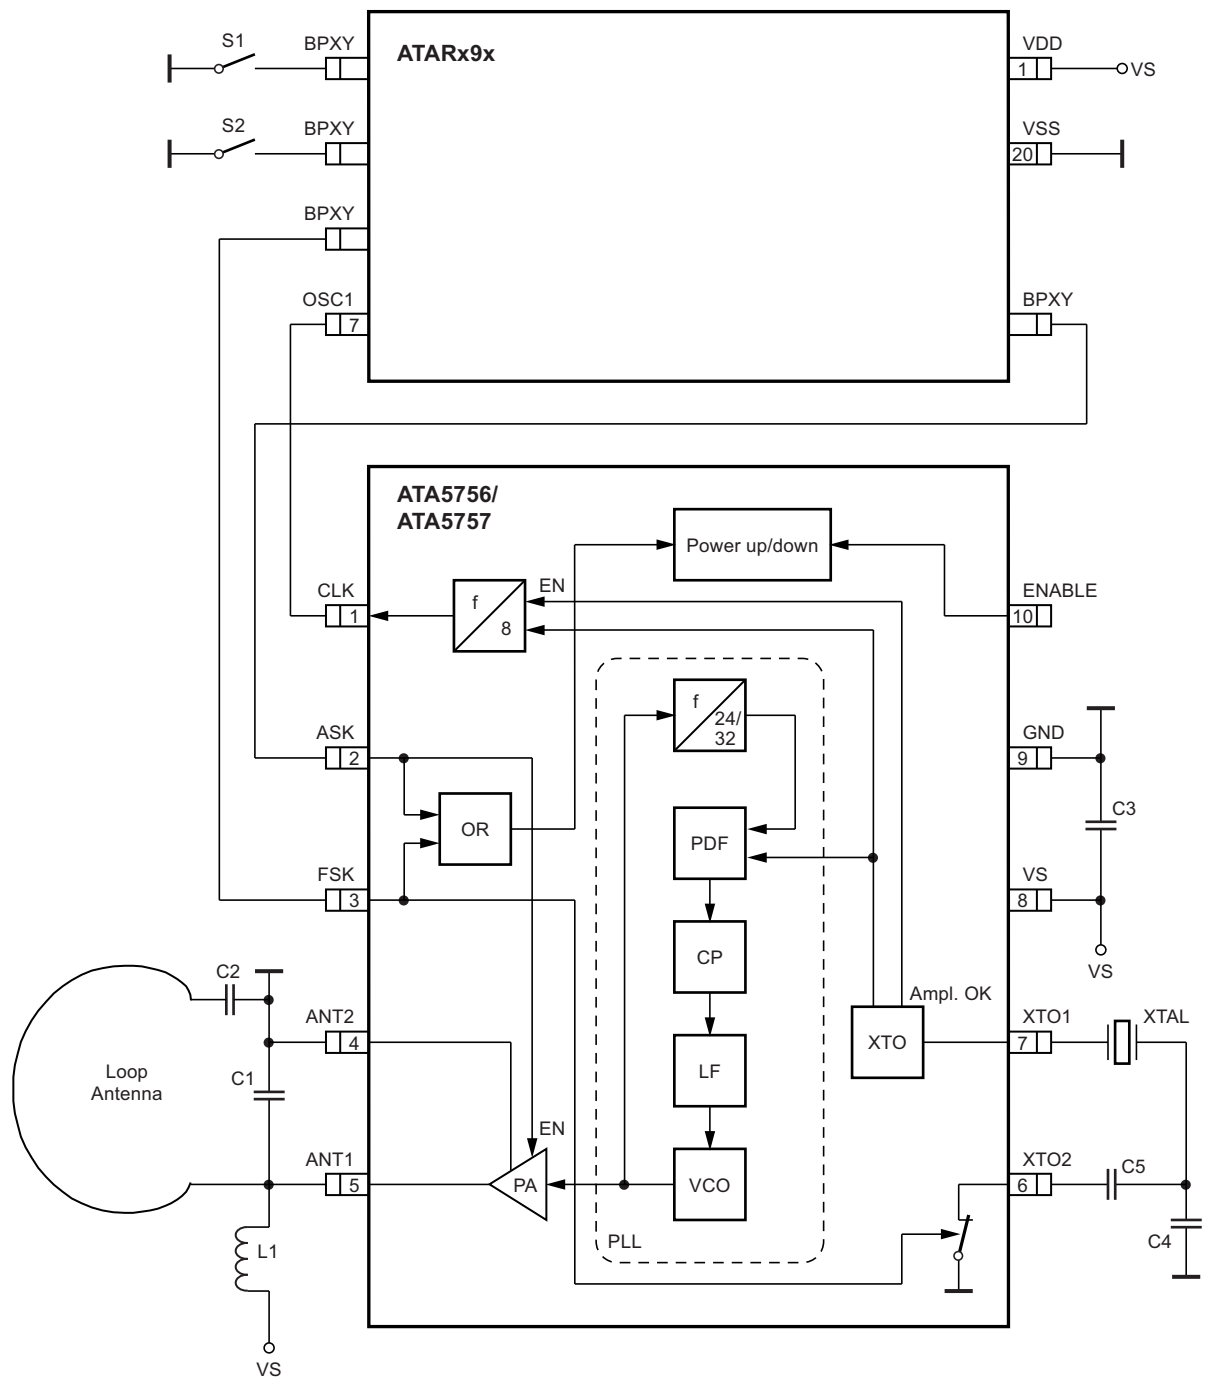 S1
BPXY
ATARx9x
VDD
1
VS
S2
BPXY
VSS
20
BPXY
OSC1
7
BPXY
ATA5756/
ATA5757
Power up/down
CLK
1
f
8
EN
ENABLE
10
f
24/
32
ASK
2
GND
9
OR
PDF
C3
FSK
3
VS
8
CP
VS
C2
Ampl. OK
ANT2
4
XTO
XTO1
7
XTAL
Loop
Antenna
C1
LF
EN
ANT1
5
PA
VCO
XTO2
6
C5
L1
PLL
C4
VS